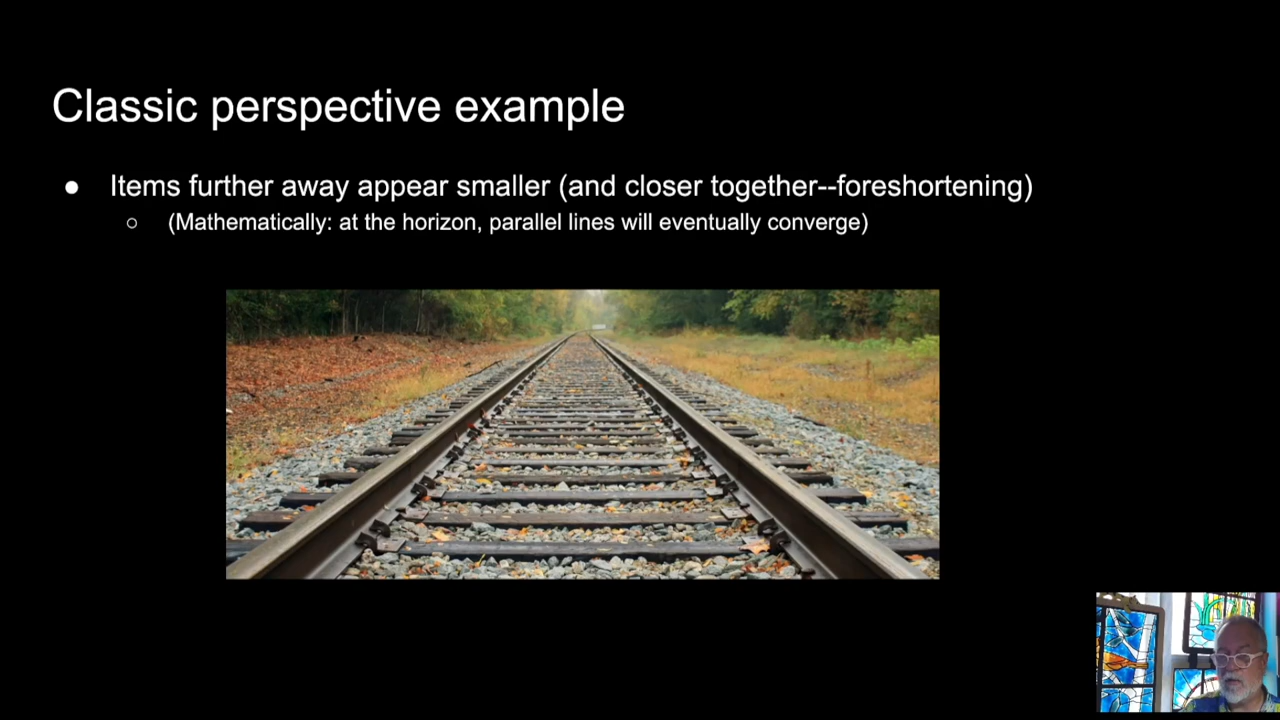 Classic perspective example
● Items further away appear smaller (and closer together--foreshortening)
○ (Mathematically: at the horizon, parallel lines will eventually converge)